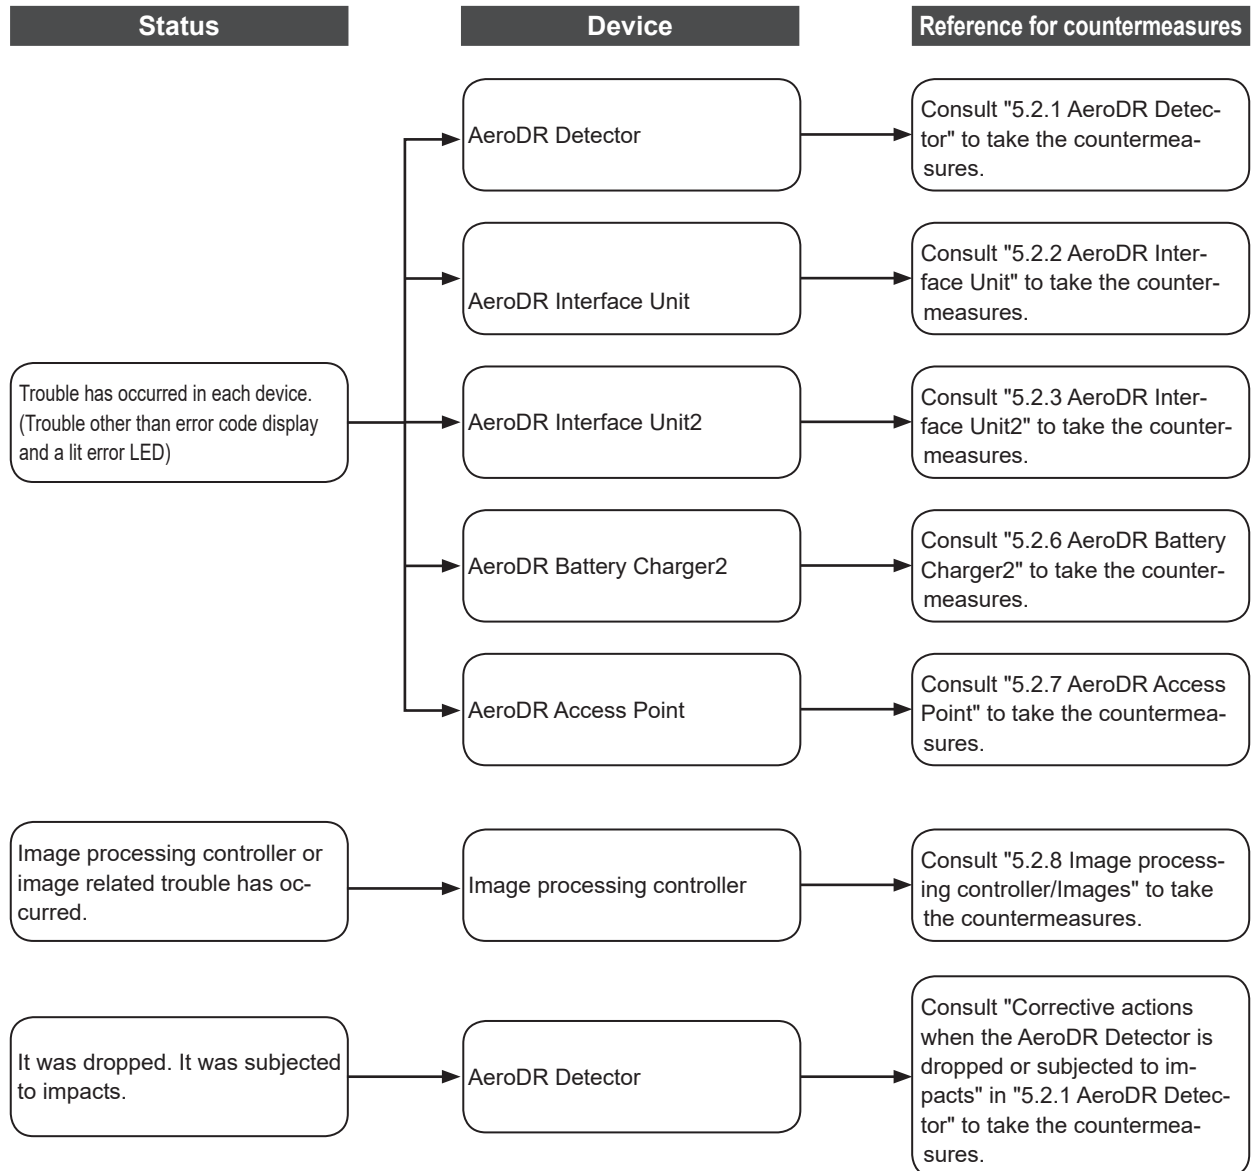 Status
Device
Reference for countermeasures
AeroDR Detector
Consult "5.2.1 AeroDR Detec-
tor" to take the countermea-
sures.
AeroDR Interface Unit
Consult "5.2.2 AeroDR Inter-
face Unit" to take the counter-
measures.
Trouble has occurred in each device.
(Trouble other than error code display
and a lit error LED)
AeroDR Interface Unit2
Consult "5.2.3 AeroDR Inter-
face Unit2" to take the counter-
measures.
AeroDR Battery Charger2
Consult "5.2.6 AeroDR Battery
Charger2" to take the counter-
measures.
AeroDR Access Point
Consult "5.2.7 AeroDR Access
Point" to take the countermea-
sures.
Image processing controller or
image related trouble has oc-
curred.
Image processing controller
Consult "5.2.8 Image process-
ing controller/Images" to take
the countermeasures.
It was dropped. It was subjected
to impacts.
AeroDR Detector
Consult "Corrective actions
when the AeroDR Detector is
dropped or subjected to im-
pacts" in "5.2.1 AeroDR Detec-
tor" to take the countermea-
sures.